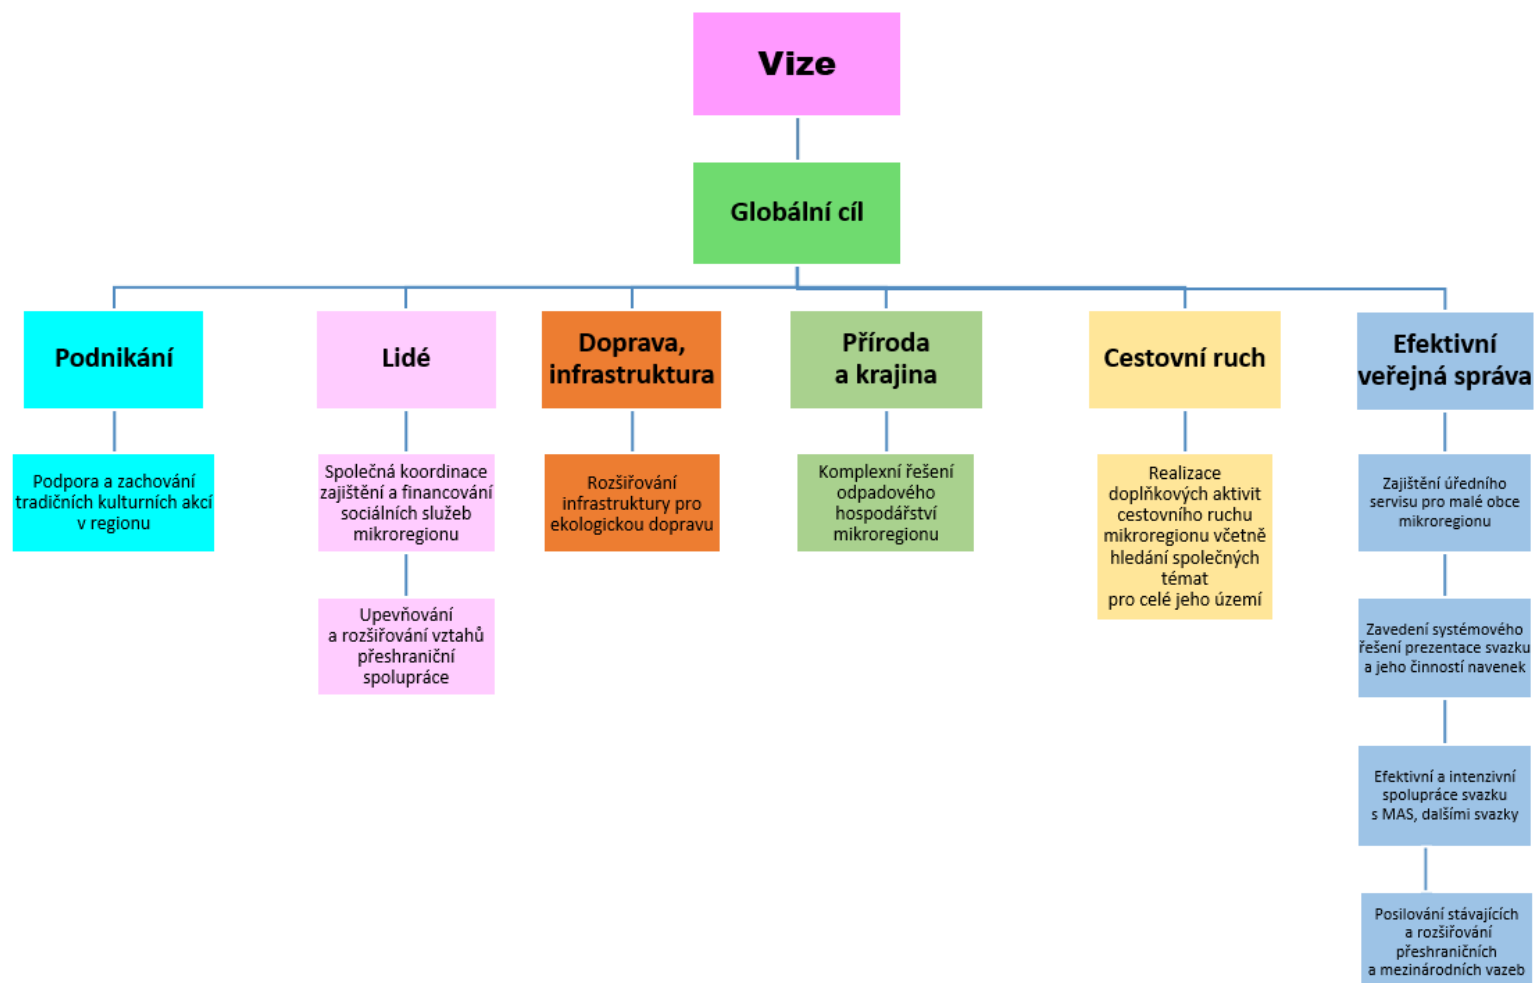 Vize
Globální cíl
Podnikání
Lidé
Doprava,
infrastruktura
Příroda
a krajina
Cestovní ruch
Efektivní
veřejná správa
Podpora a zachování
tradičních kulturních akcí
v regionu
Společná koordinace
zajištění a financování
sociálních služeb
mikroregionu
Rozšiřování
infrastruktury pro
ekologickou dopravu
Komplexní řešení
odpadového
hospodářství
mikroregionu
Realizace
doplňkových aktivit
cestovního ruchu
mikroregionu včetně
hledání společných
témat
pro celé jeho území
Zajištění úředního
servisu pro malé obce
mikroregionu
Upevňování
a rozšiřování vztahů
přeshraniční
spolupráce
Zavedení systémového
řešení prezentace svazku
a jeho činností navenek
Efektivní a intenzivní
spolupráce svazku
s MAS, dalšími svazky
Posilování stávajících
a rozšiřování
přeshraničních
a mezinárodních vazeb